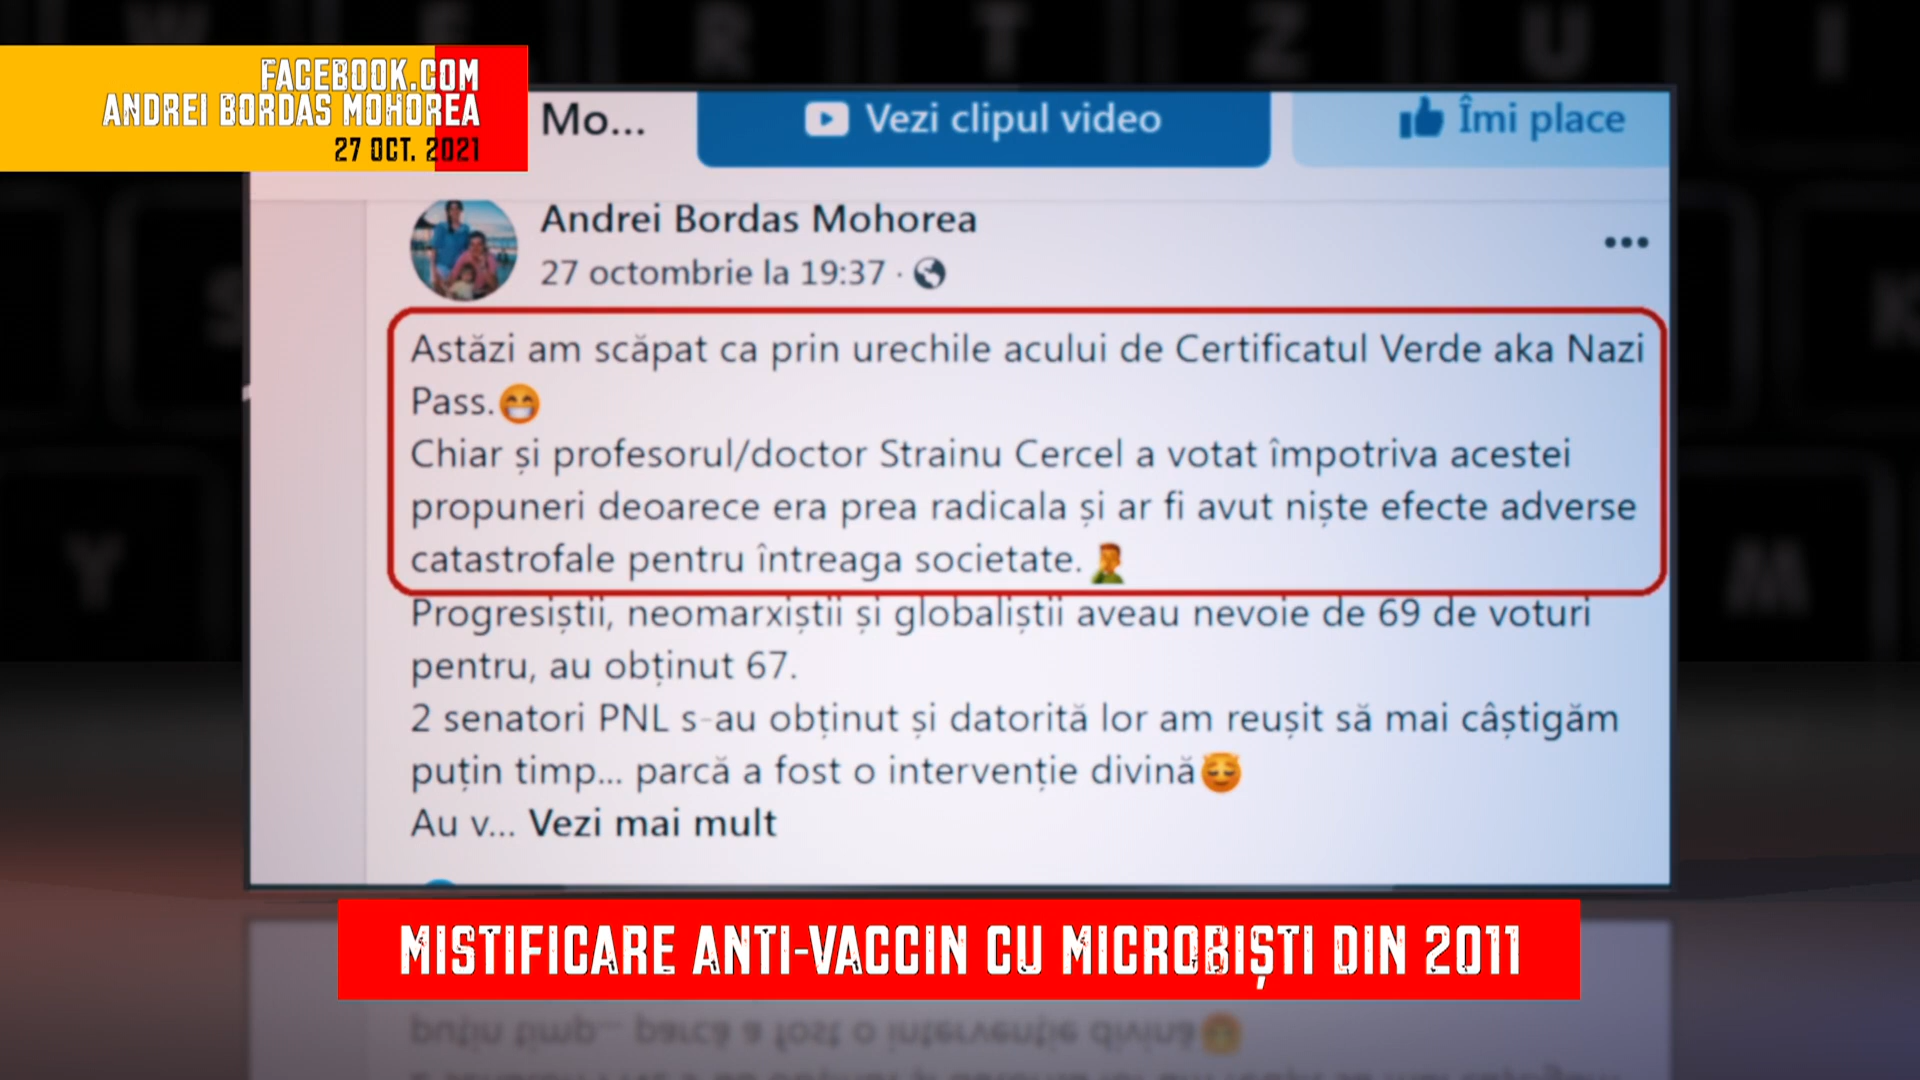 FACEBOOK.COM
ANDREI BORDAS MOHOREA
27 OCT. 2021
Mo...
Vezi clipul video
Îmi place
Andrei Bordas Mohorea
27 octombrie la 19:37 ·
Astăzi am scăpat ca prin urechile acului de Certificatul Verde aka Nazi
Pass.😁
Chiar și profesorul/doctor Strainu Cercel a votat împotriva acestei
propuneri deoarece era prea radicala și ar fi avut niște efecte adverse
catastrofale pentru întreaga societate.🤦‍♂️
Progresiștii, neomarxiștii și globaliștii aveau nevoie de 69 de voturi
pentru, au obținut 67.
2 senatori PNL s-au obținut și datorită lor am reușit să mai câștigăm
puțin timp... parcă a fost o intervenție divină😇
Au v... Vezi mai mult
MISTIFICARE ANTI-VACCIN CU MICROBIȘTI DIN 2011